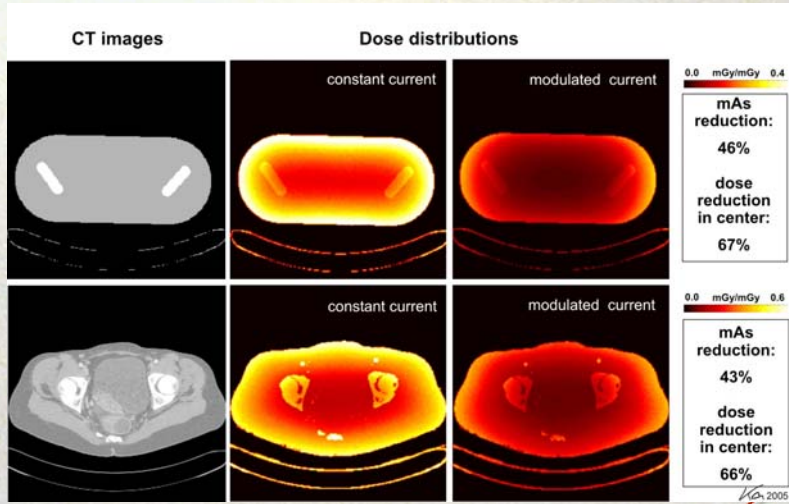 CT images
Dose distributions
constant current
modulated current
0.0 mGy/mGy 0.4
mAs
reduction:
46%
dose
reduction
in center:
67%
constant current
modulated current
0.0 mGy/mGy 0.6
mAs
reduction:
43%
dose
reduction
in center:
66%
2005